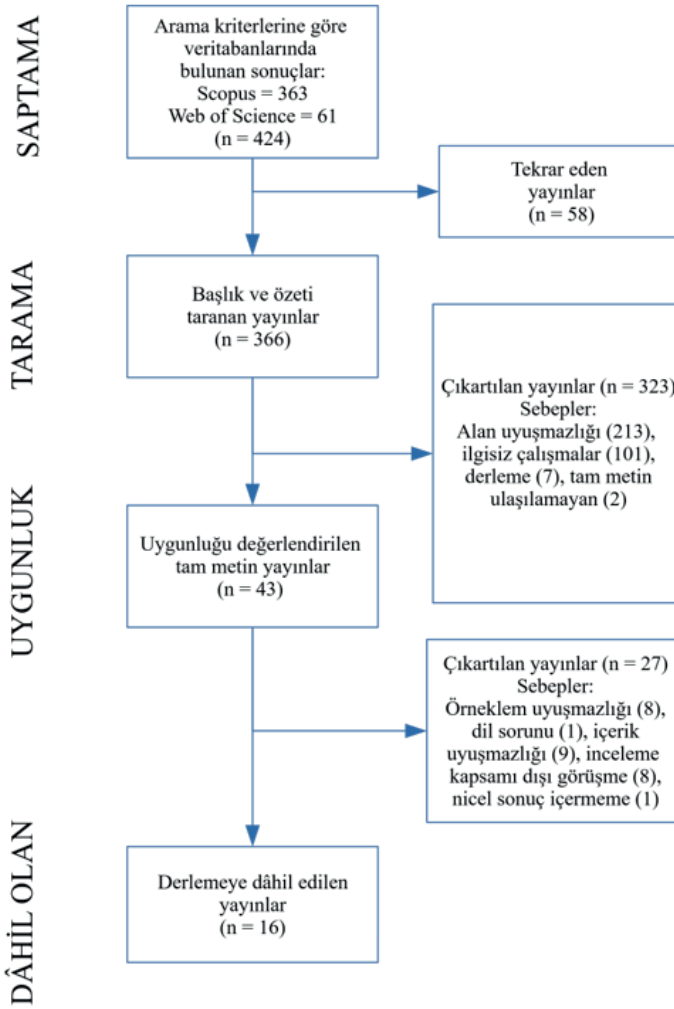 SAPTAMA
Arama kriterlerine göre
veritabanlarında
bulunan sonuçlar:
Scopus = 363
Web of Science = 61
(n = 424)
Tekrar eden
yayınlar
(n = 58)
TARAMA
Başlık ve özeti
taranan yayınlar
(n = 366)
Çıkartılan yayınlar (n = 323)
Sebepler:
Alan uyuşmazlığı (213),
ilgisiz çalışmalar (101),
derleme (7), tam metin
ulaşılamayan (2)
UYGUNLUK
Uygunluğu değerlendirilen
tam metin yayınlar
(n = 43)
Çıkartılan yayınlar (n = 27)
Sebepler:
Örneklem uyuşmazlığı (8),
dil sorunu (1), içerik
uyuşmazlığı (9), inceleme
kapsamı dışı görüşme (8),
nicel sonuç içermeme (1)
DÂHİL OLAN
Derlemeye dâhil edilen
yayınlar
(n = 16)